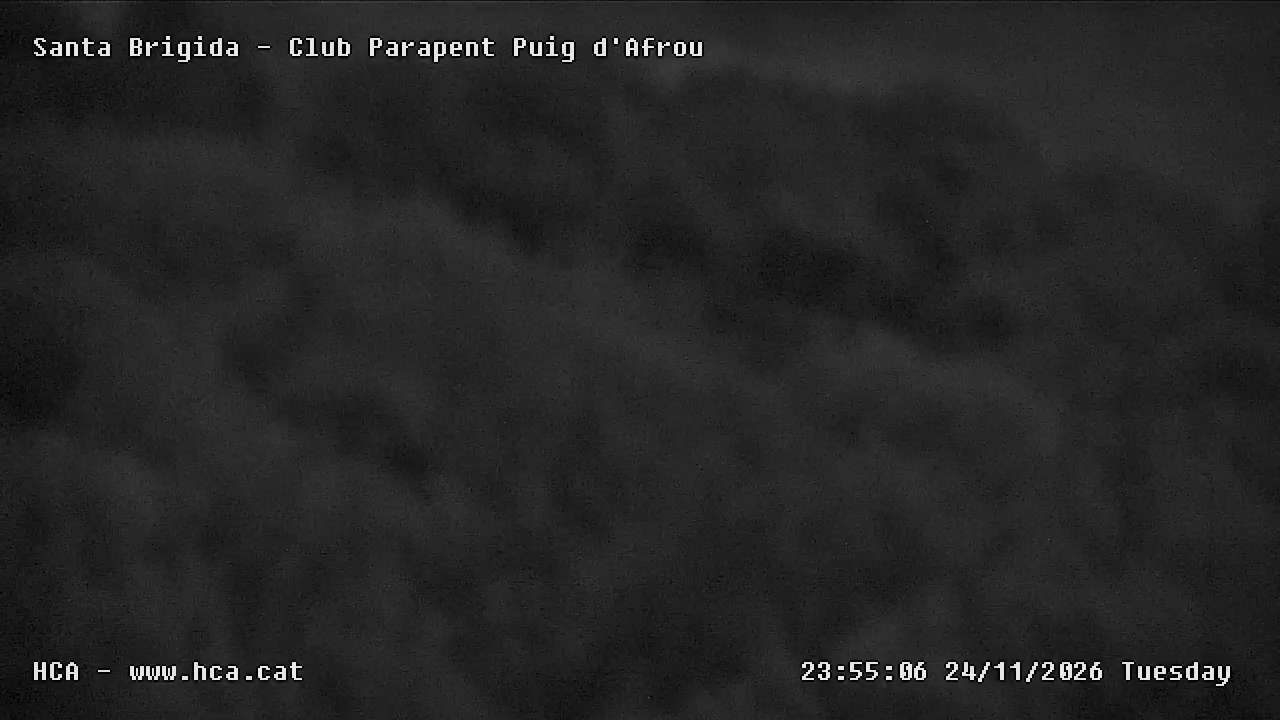 Santa Brigida - Club Parapent Puig d'Afrou
HCA - www.hca.cat
23:55:06 24/11/2026 Tuesday